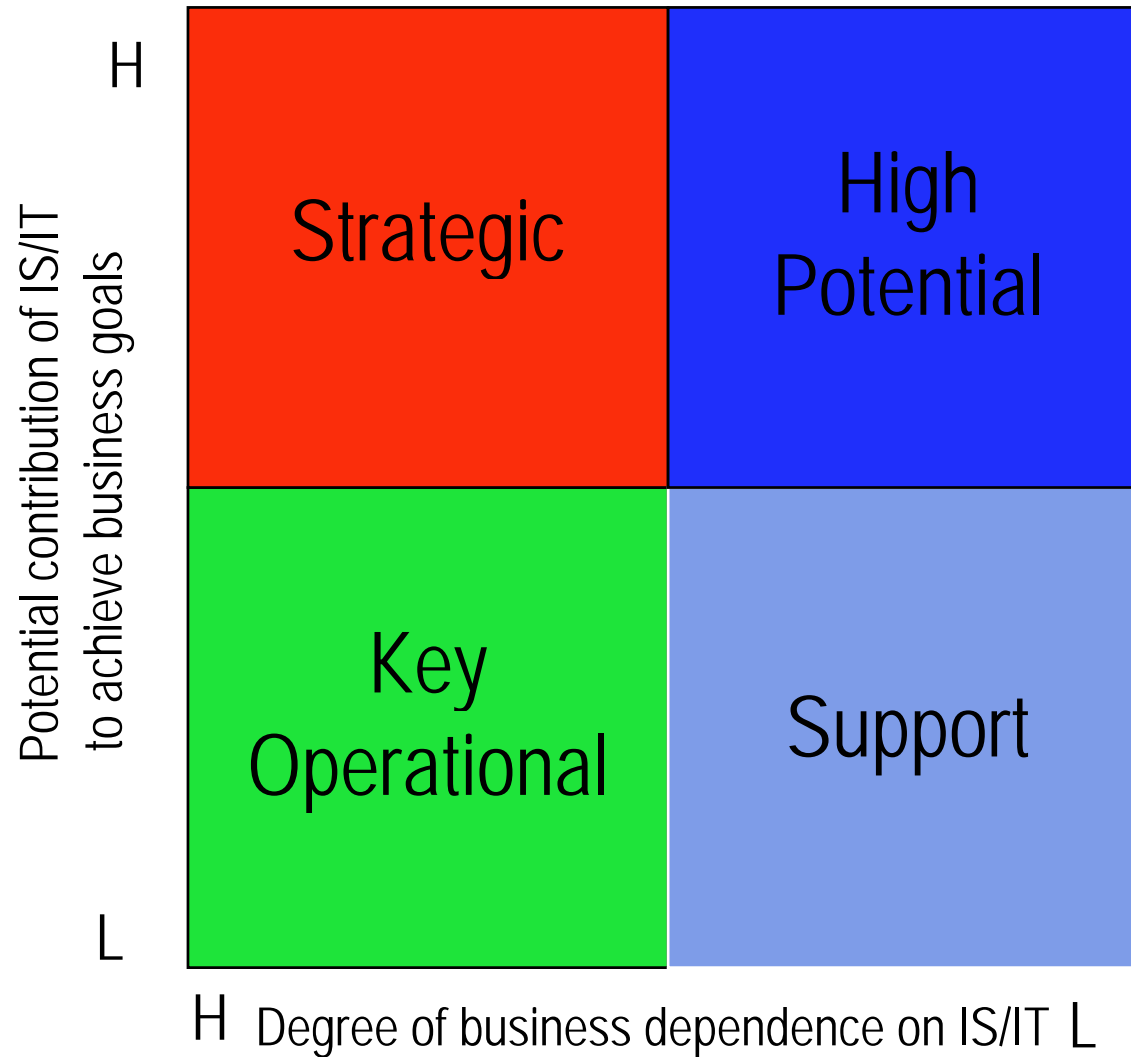 H
Potential contribution of IS/IT
to achieve business goals
Strategic
High
Potential
Key
Operational
Support
L
H Degree of business dependence on IS/IT L